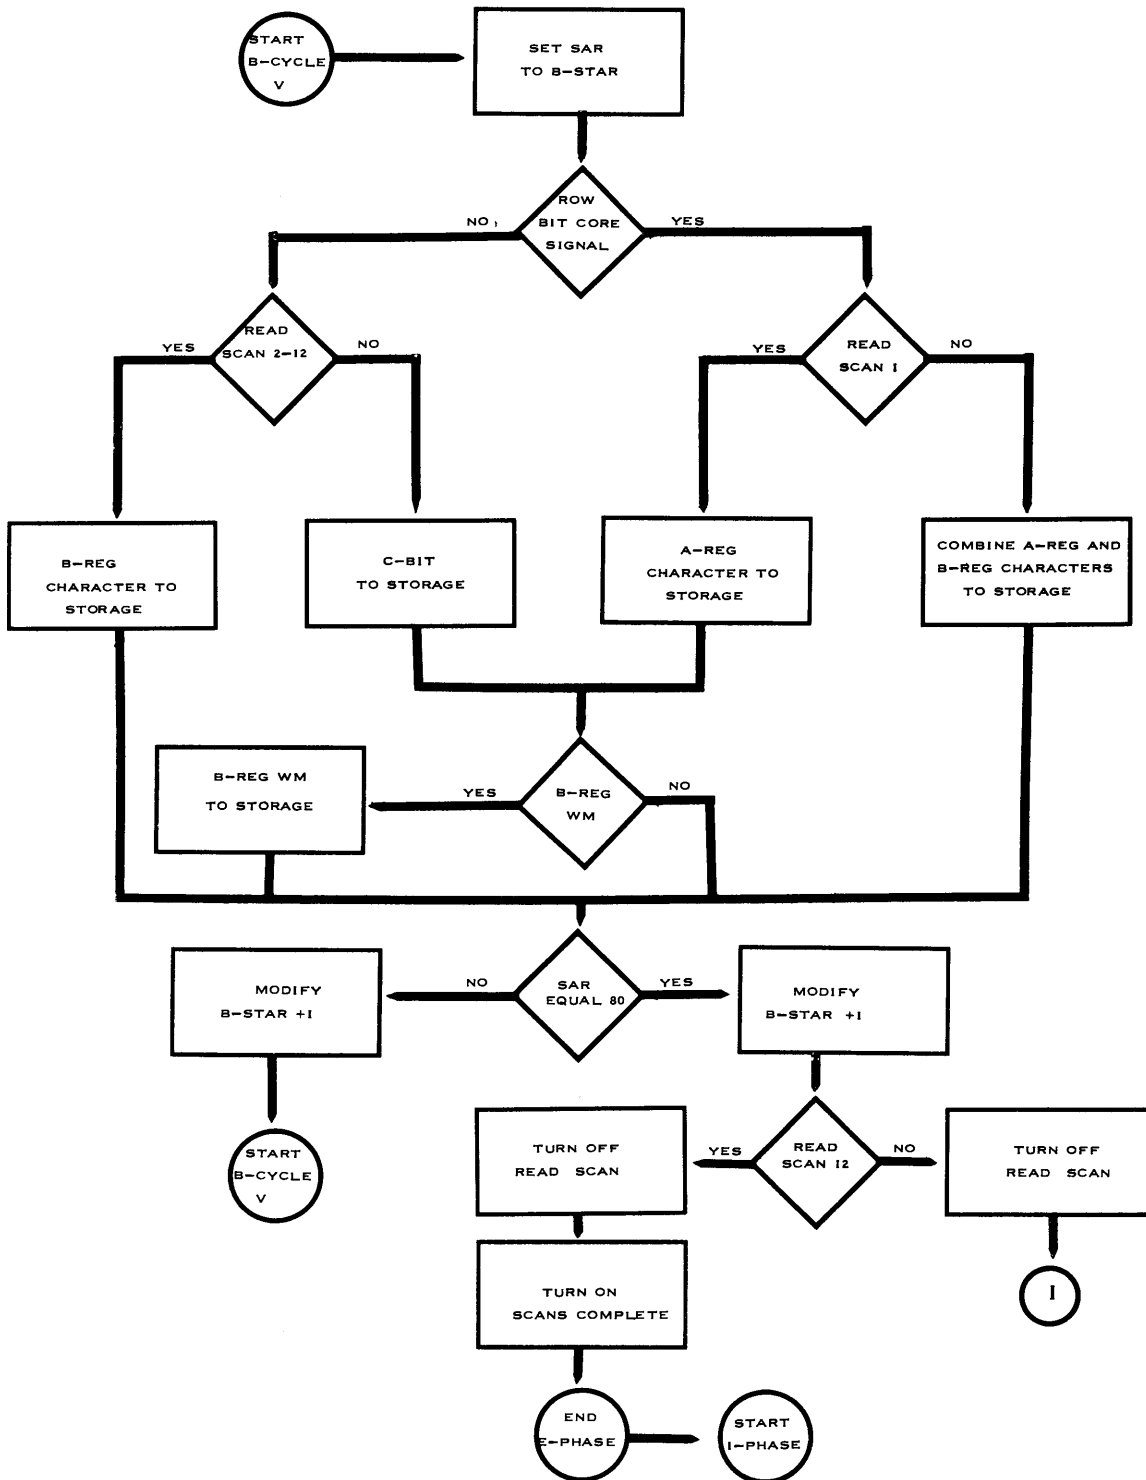 START
B-CYCLE
V
SET SAR
TO B-STAR
ROW
BIT CORE
SIGNAL
NO
YES
READ
SCAN 2-12
YES
NO
READ
SCAN 1
YES
NO
B-REG
CHARACTER TO
STORAGE
C-BIT
TO STORAGE
A-REG
CHARACTER TO
STORAGE
COMBINE A-REG AND
B-REG CHARACTERS
TO STORAGE
B-REG WM
TO STORAGE
YES
B-REG
WM
NO
MODIFY
B-STAR +1
NO
SAR
EQUAL 80
YES
MODIFY
B-STAR +1
START
B-CYCLE
V
TURN OFF
READ SCAN
YES
READ
SCAN 12
NO
TURN OFF
READ SCAN
TURN ON
SCANS COMPLETE
I
END
E-PHASE
START
I-PHASE